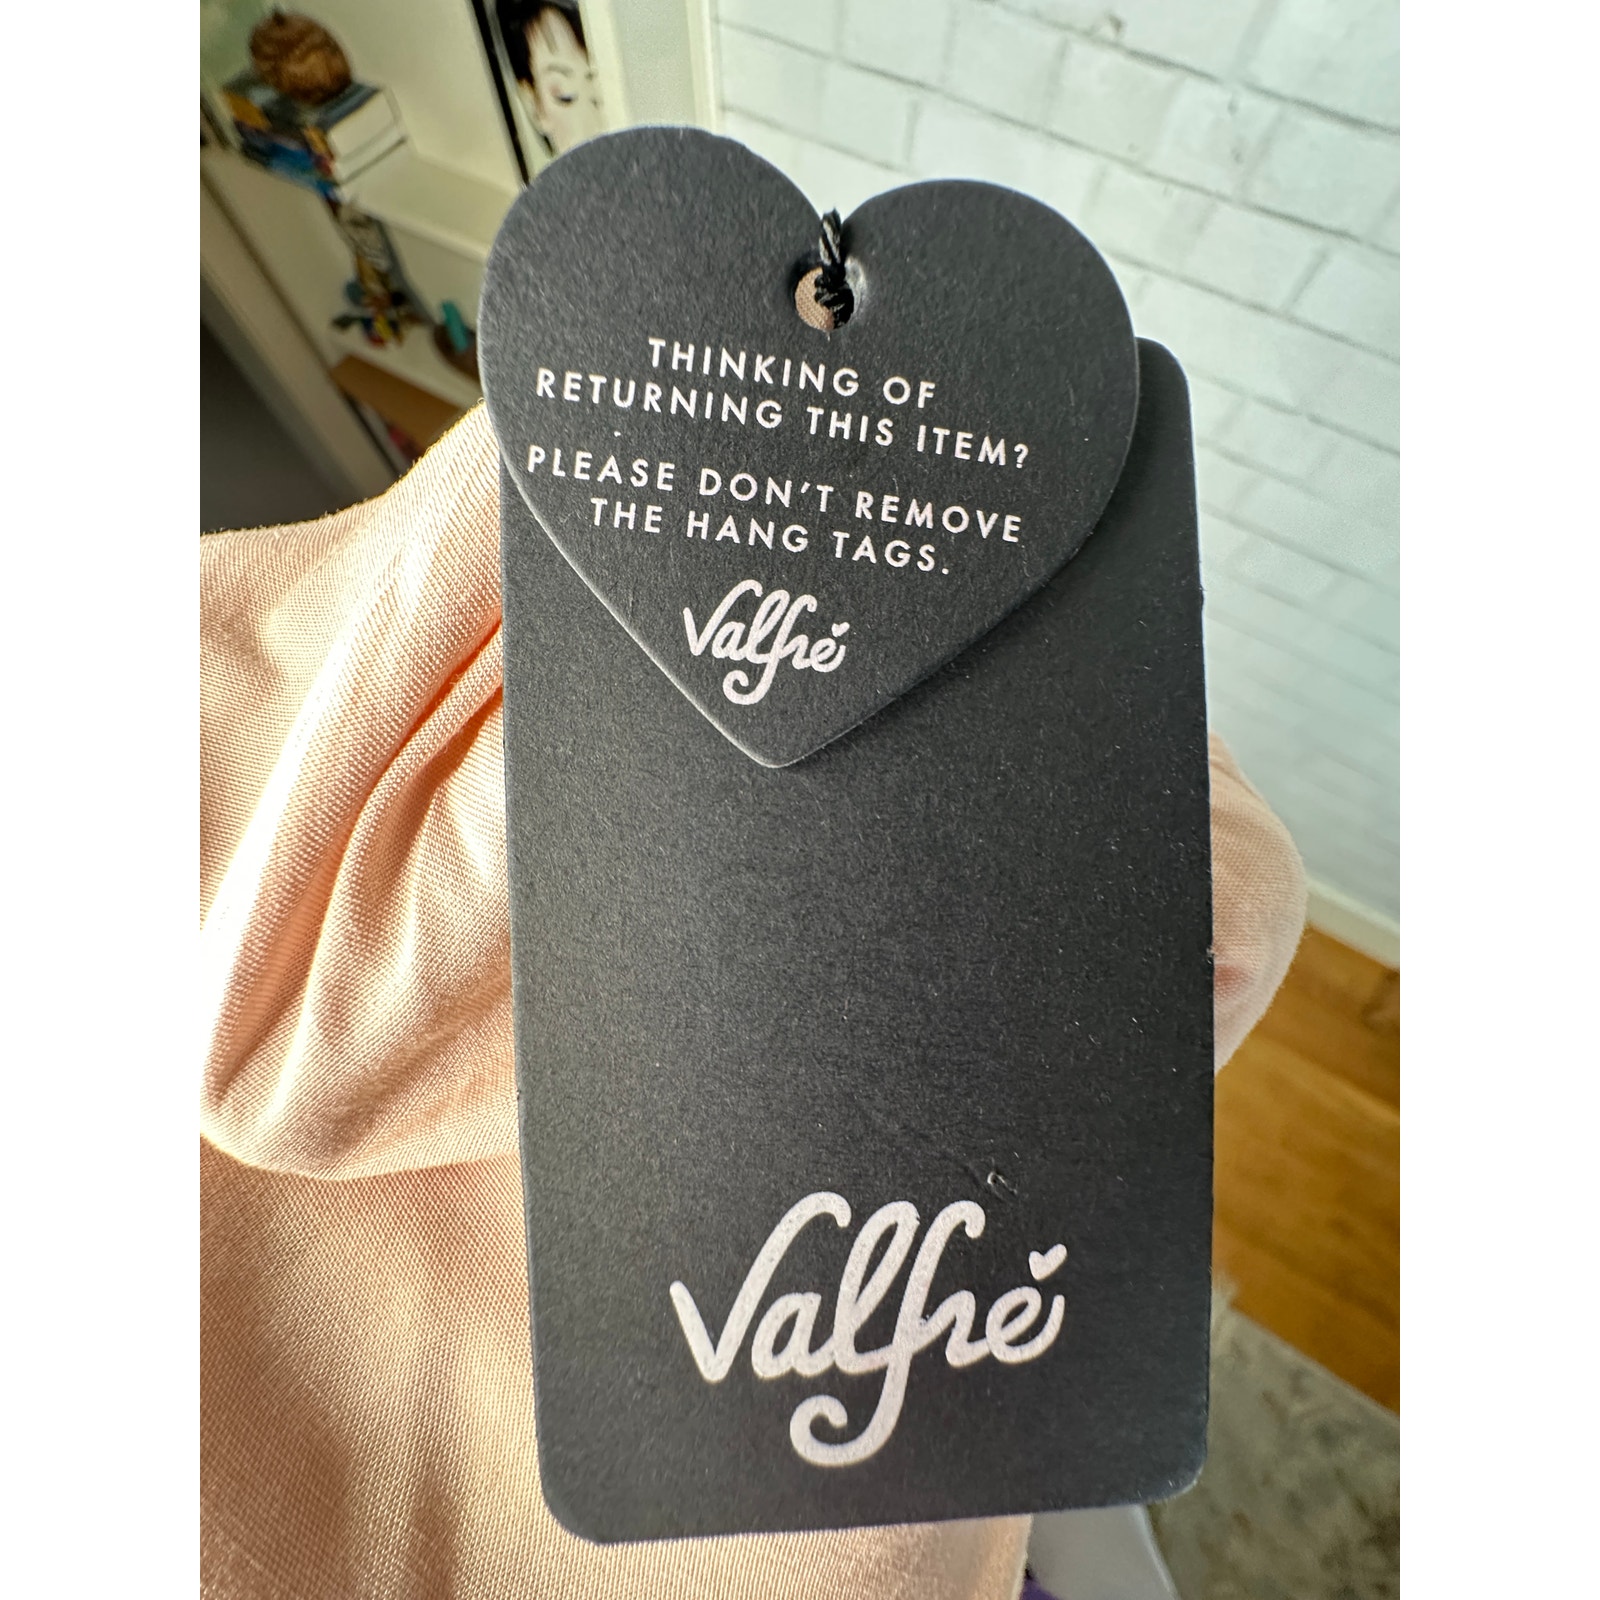 THINKING OF
RETURNING THIS ITEM?
PLEASE DON'T REMOVE
THE HANG TAGS.
Valfré
Valfré